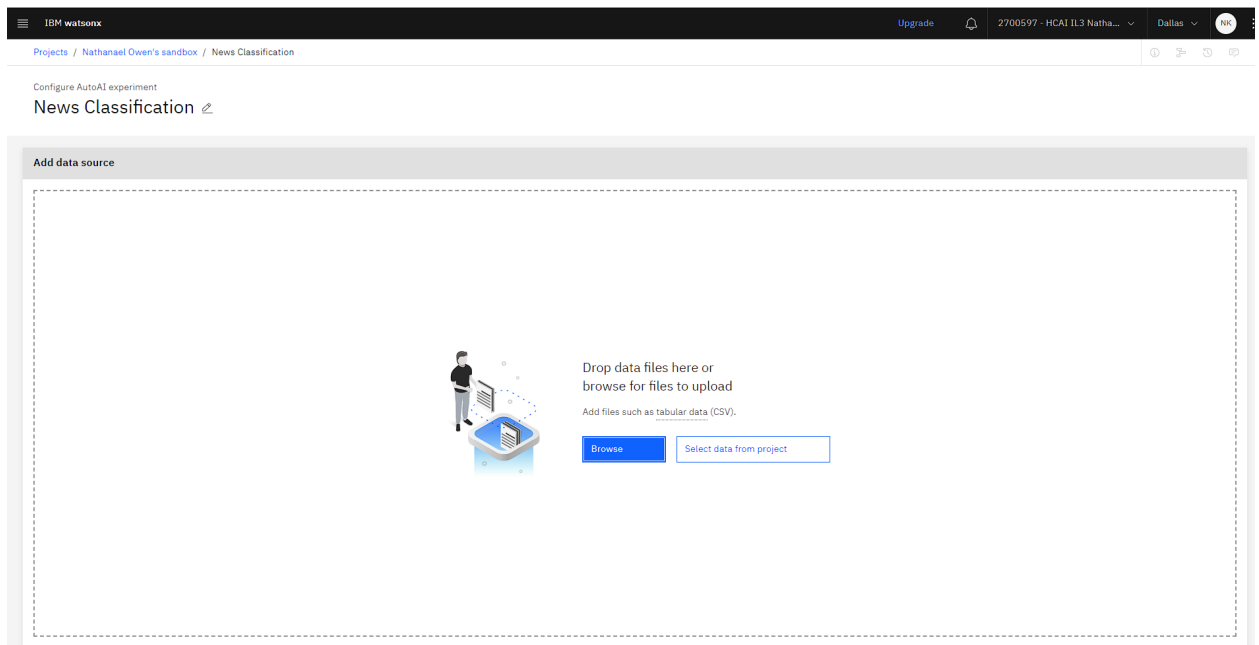 IBM watsonx
Upgrade
2700597 - HCAI IL3 Natha...
Dallas
NK
Projects / Nathanael Owen's sandbox / News Classification
Configure AutoAI experiment
News Classification
Add data source
Drop data files here or
browse for files to upload
Add files such as tabular data (CSV).
Browse
Select data from project